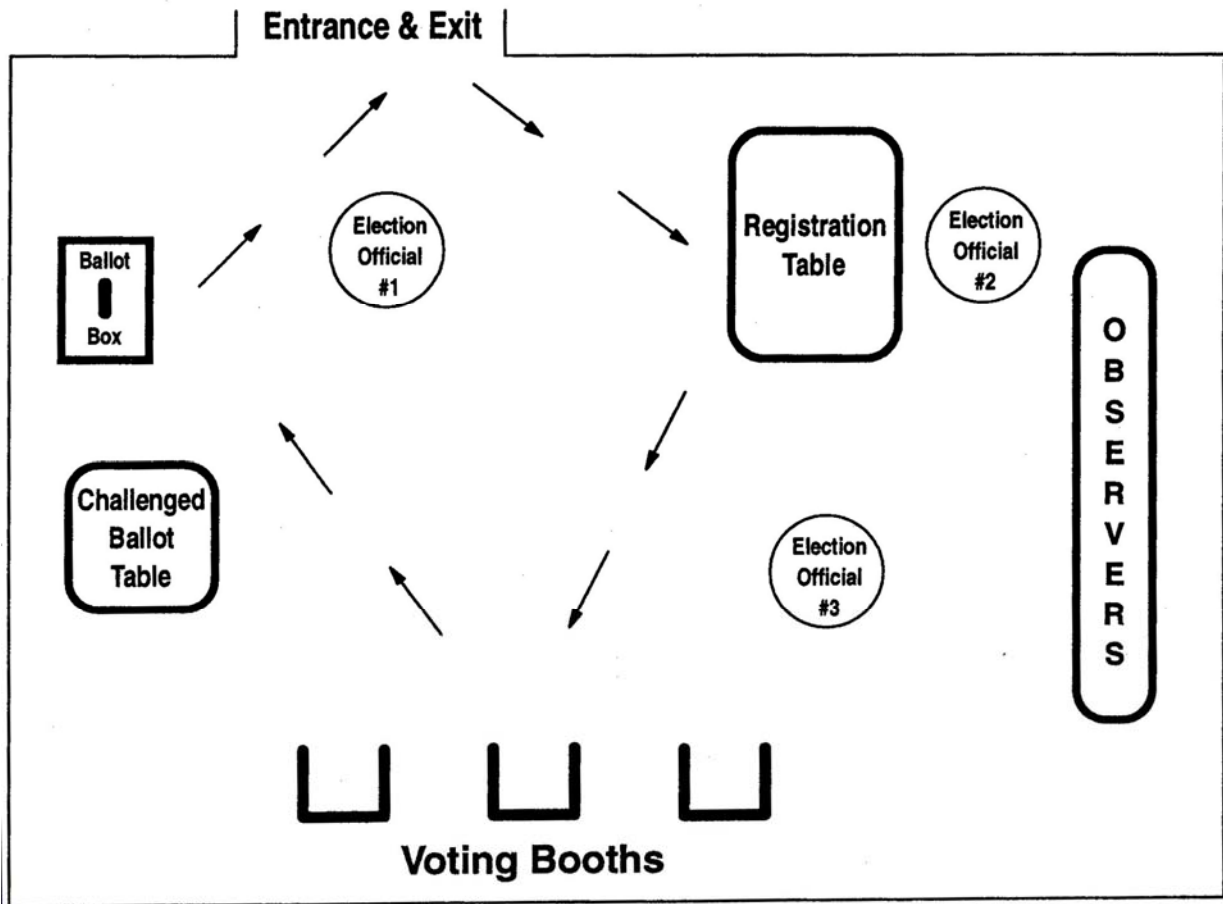 Entrance & Exit
Ballot
Box
Election
Official
#1
Registration
Table
Election
Official
#2
OBSERVERS
Challenged
Ballot
Table
Election
Official
#3
Voting Booths